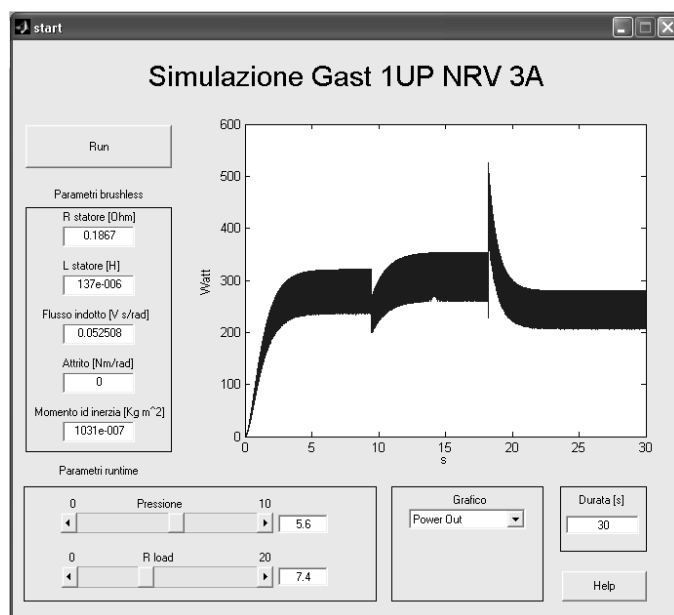 start
Simulazione Gast 1UP NRV 3A
Run
Parametri brushless
R statore [Ohm]
0.1867
L statore [H]
137e-006
Flusso indotto [V s/rad]
0.052508
Attrito [Nm/rad]
0
Momento id inerzia [Kg m^2]
1031e-007
Watt
600
500
400
300
200
100
0
0 5 10 15 20 25 30
s
Parametri runtime
0 Pressione 10
5.6
0 R load 20
7.4
Grafico
Power Out
Durata [s]
30
Help